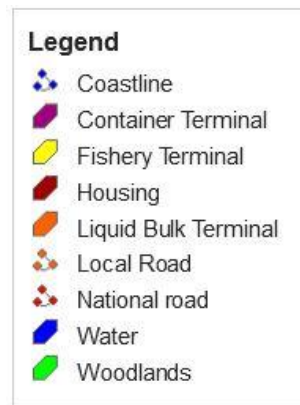 Legend
Coastline
Container Terminal
Fishery Terminal
Housing
Liquid Bulk Terminal
Local Road
National road
Water
Woodlands